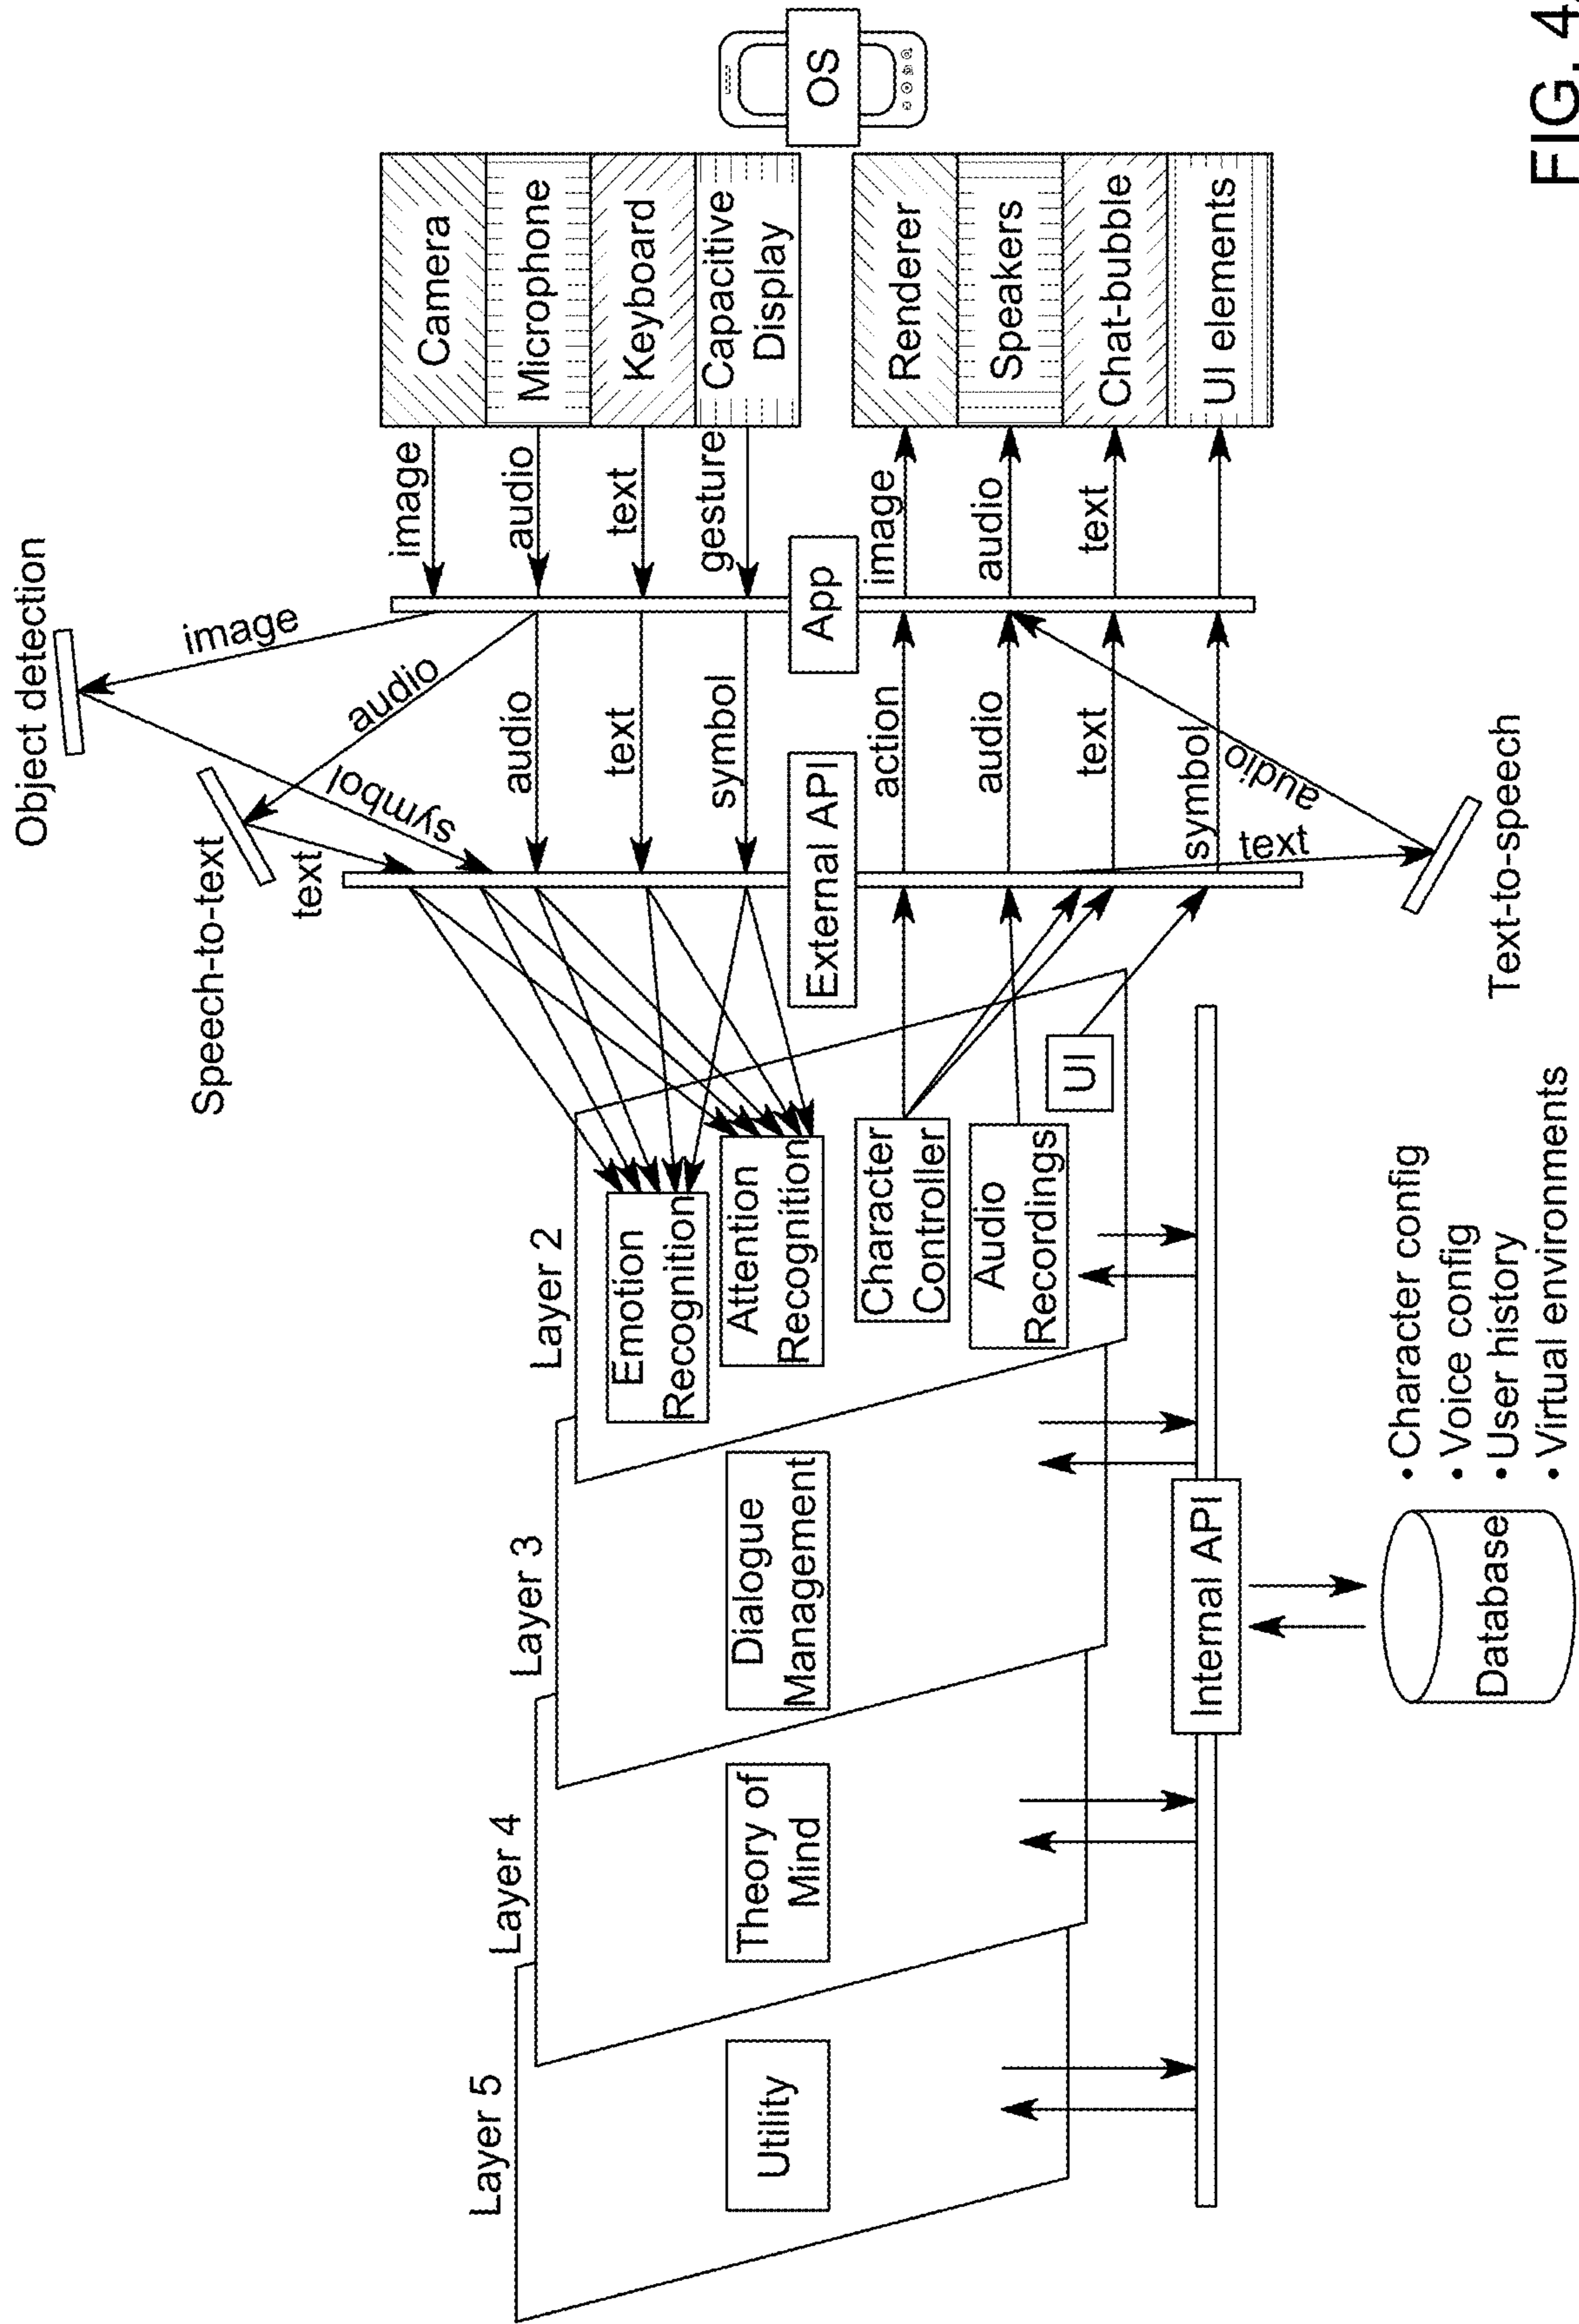 Object detection
Speech-to-text
image
audio
symbol
text
Layer 5
Layer 4
Layer 3
Layer 2
Utility
Theory of
Mind
Dialogue
Management
Emotion
Recognition
Attention
Recognition
Character
Controller
Audio
Recordings
UI
External API
audio
text
symbol
action
audio
text
symbol
audio
text
App
image
audio
text
gesture
image
audio
text
Camera
Microphone
Keyboard
Capacitive
Display
Renderer
Speakers
Chat-bubble
UI elements
OS
Internal API
Text-to-speech
Database
• Character config
• Voice config
• User history
• Virtual environments
FIG. 4